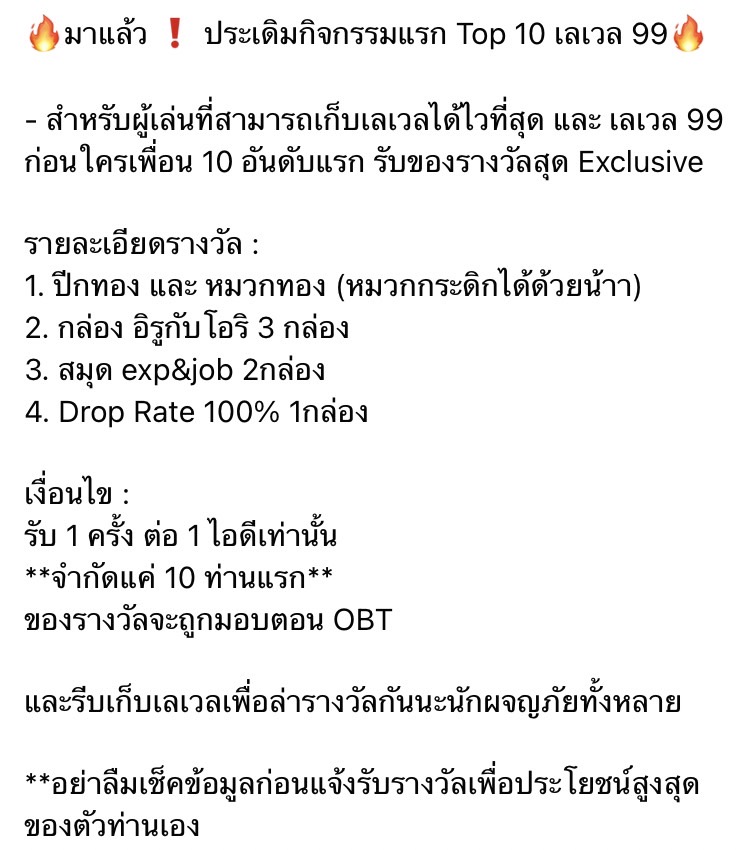 🔥มาแล้ว ❗ ประเดิมกิจกรรมแรก Top 10 เลเวล 99🔥
- สำหรับผู้เล่นที่สามารถเก็บเลเวลได้ไวที่สุด และ เลเวล 99
ก่อนใครเพื่อน 10 อันดับแรก รับของรางวัลสุด Exclusive
รายละเอียดรางวัล :
1. ปีกทอง และ หมวกทอง (หมวกกระดิกได้ด้วยน้าา)
2. กล่อง อิรูกับโอริ 3 กล่อง
3. สมุด exp&job 2กล่อง
4. Drop Rate 100% 1กล่อง
เงื่อนไข :
รับ 1 ครั้ง ต่อ 1 ไอดีเท่านั้น
**จำกัดแค่ 10 ท่านแรก**
ของรางวัลจะถูกมอบตอน OBT
และรีบเก็บเลเวลเพื่อล่ารางวัลกันนะนักผจญภัยทั้งหลาย
**อย่าลืมเช็คข้อมูลก่อนแจ้งรับรางวัลเพื่อประโยชน์สูงสุด
ของตัวท่านเอง